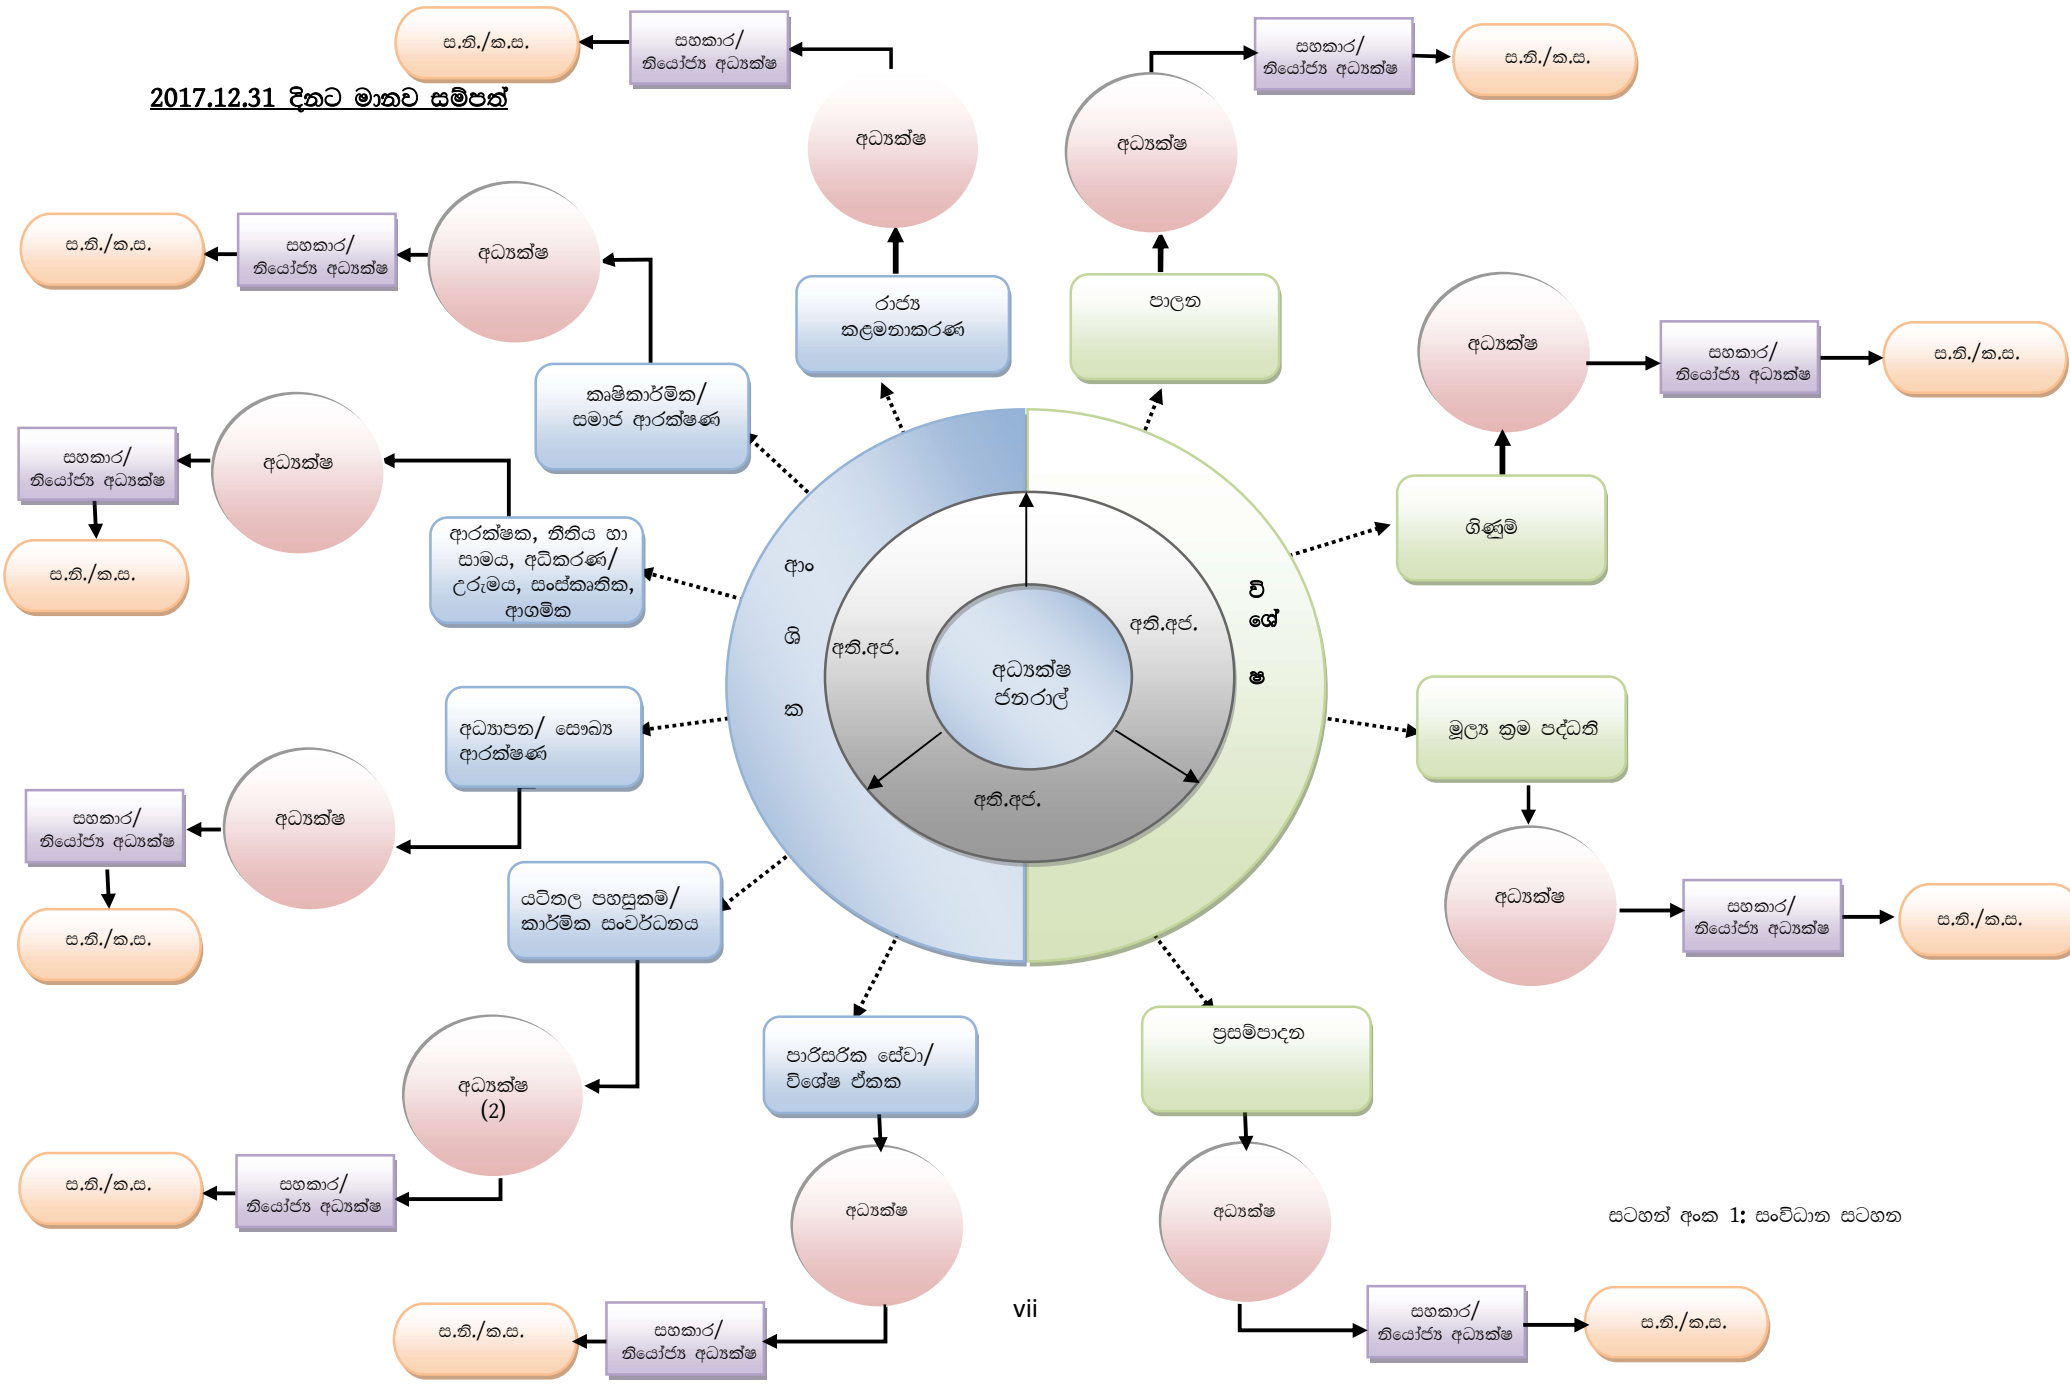 ස.නි./ක.ස.
සහකාර/
නියෝජ්‍ය අධ්‍යක්ෂ
සහකාර/
නියෝජ්‍ය අධ්‍යක්ෂ
ස.නි./ක.ස.
2017.12.31 දිනට මානව සම්පත්
අධ්‍යක්ෂ
අධ්‍යක්ෂ
ස.නි./ක.ස.
සහකාර/
නියෝජ්‍ය අධ්‍යක්ෂ
අධ්‍යක්ෂ
රාජ්‍ය
කළමනාකරණ
පාලන
අධ්‍යක්ෂ
සහකාර/
නියෝජ්‍ය අධ්‍යක්ෂ
ස.නි./ක.ස.
කෘෂිකාර්මික/
සමාජ ආරක්ෂණ
සහකාර/
නියෝජ්‍ය අධ්‍යක්ෂ
අධ්‍යක්ෂ
ස.නි./ක.ස.
ආරක්ෂක, නීතිය හා
සාමය, අධිකරණ/
උරුමය, සංස්කෘතික,
ආගමික
ගිණුම්
ආං
ශි
ක
වි
ශේ
ෂ
අති.අජ.
අති.අජ.
අධ්‍යක්ෂ
ජනරාල්
අති.අජ.
අධ්‍යාපන/ සෞඛ්‍ය
ආරක්ෂණ
මූල්‍ය ක්‍රම පද්ධති
සහකාර/
නියෝජ්‍ය අධ්‍යක්ෂ
අධ්‍යක්ෂ
ස.නි./ක.ස.
යටිතල පහසුකම්/
කාර්මික සංවර්ධනය
අධ්‍යක්ෂ
සහකාර/
නියෝජ්‍ය අධ්‍යක්ෂ
ස.නි./ක.ස.
පාරිසරික සේවා/
විශේෂ ඒකක
ප්‍රසම්පාදන
අධ්‍යක්ෂ
(2)
ස.නි./ක.ස.
සහකාර/
නියෝජ්‍ය අධ්‍යක්ෂ
අධ්‍යක්ෂ
අධ්‍යක්ෂ
සටහන් අංක 1: සංවිධාන සටහන
ස.නි./ක.ස.
සහකාර/
නියෝජ්‍ය අධ්‍යක්ෂ
vii
සහකාර/
නියෝජ්‍ය අධ්‍යක්ෂ
ස.නි./ක.ස.